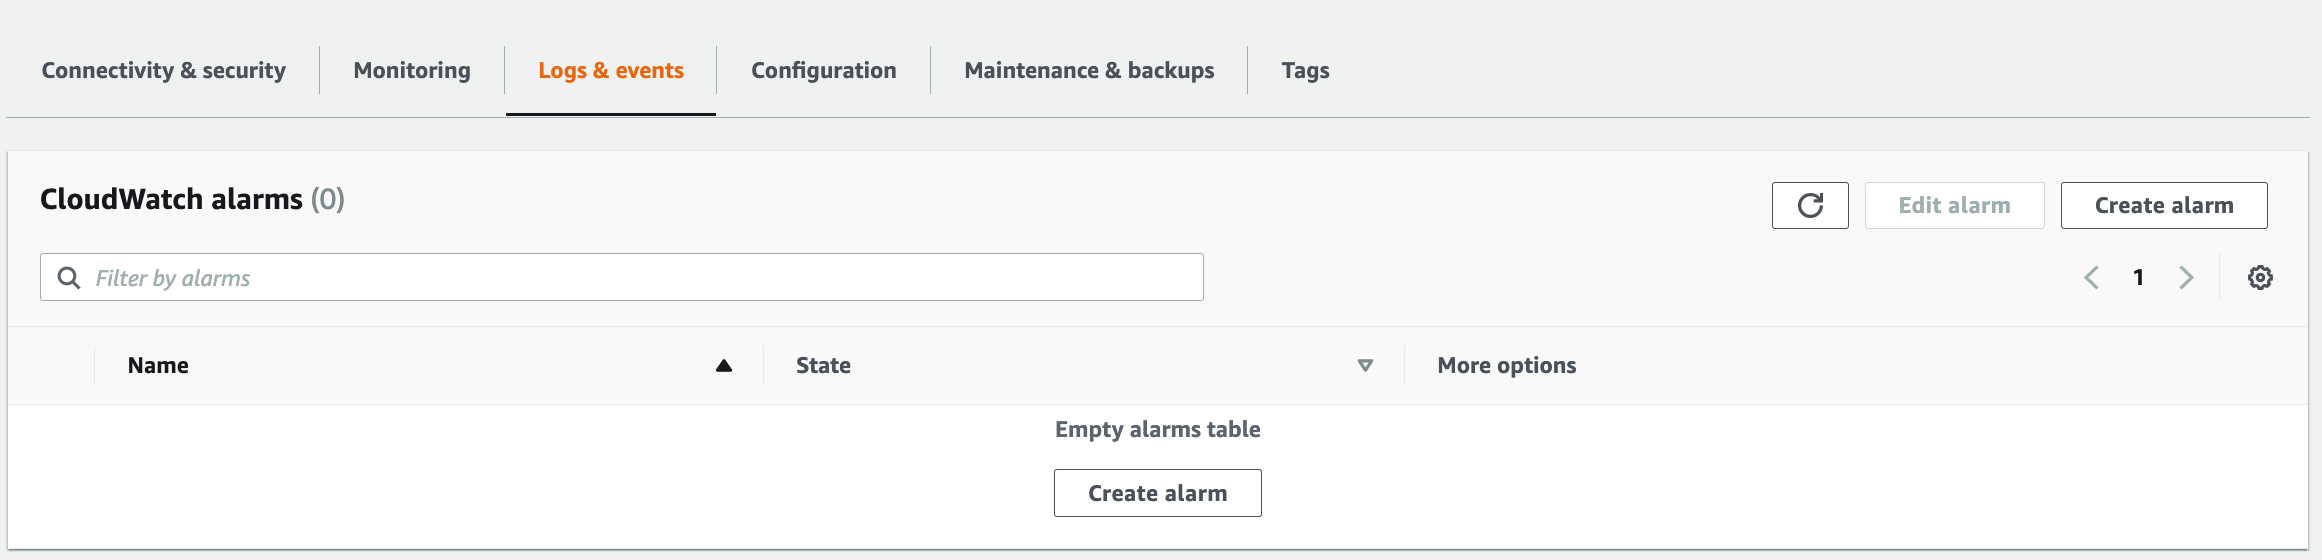 Connectivity & security Monitoring Logs & events Configuration Maintenance & backups Tags
CloudWatch alarms (0)
Edit alarm Create alarm
Filter by alarms
1
Name State More options
Empty alarms table
Create alarm